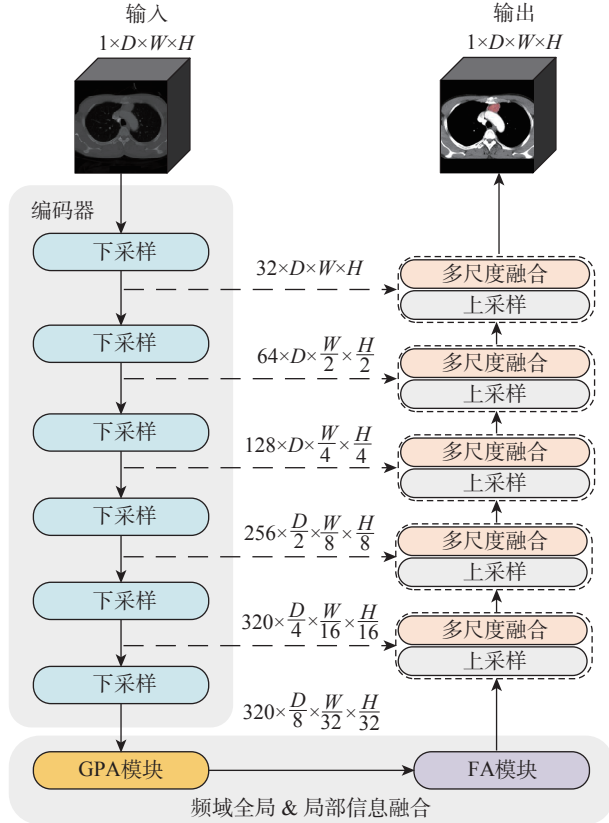 输入
1×D×W×H
输出
1×D×W×H
编码器
下采样
32×D×W×H
多尺度融合
上采样
下采样
64×D×W/2×H/2
多尺度融合
上采样
下采样
128×D×W/4×H/4
多尺度融合
上采样
下采样
256×D/2×W/8×H/8
多尺度融合
上采样
下采样
320×D/4×W/16×H/16
多尺度融合
上采样
下采样
320×D/8×W/32×H/32
GPA模块
FA模块
频域全局 & 局部信息融合